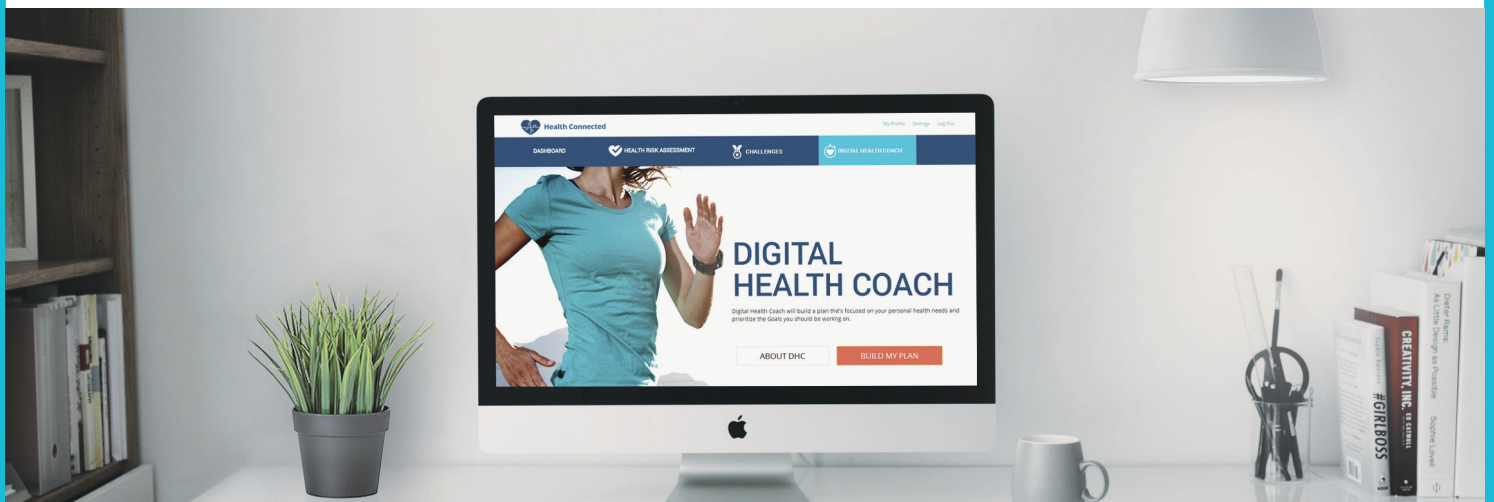 Health Connected
My Profile Settings Log Out
DASHBOARD
HEALTH RISK ASSESSMENT
CHALLENGES
DIGITAL HEALTH COACH
DIGITAL
HEALTH COACH
Digital Health Coach will build a plan that's focused on your personal health needs and
prioritize the Goals you should be working on.
ABOUT DHC
BUILD MY PLAN
#GIRLBOSS
CREATIVITY, INC. ED CATMULL
Dieter Rams:
As Little Design as Possible
Sophie Lovell